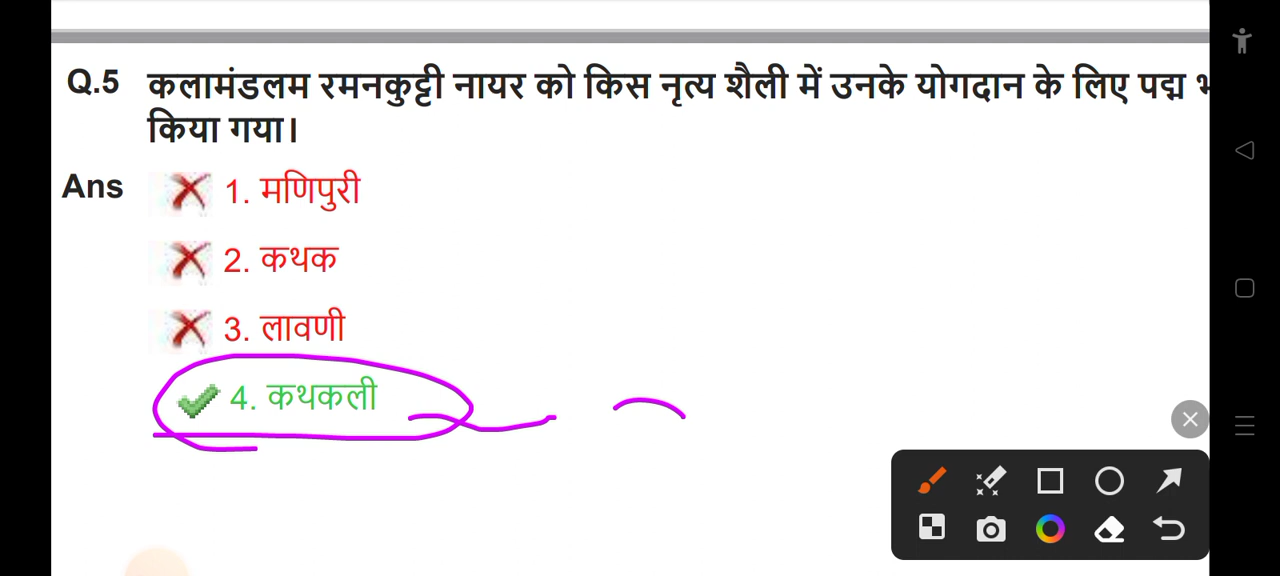 Q.5 कलामंडलम रमनकुट्टी नायर को किस नृत्य शैली में उनके योगदान के लिए पद्म
किया गया।
Ans
1. मणिपुरी
2. कथक
3. लावणी
4. कथकली